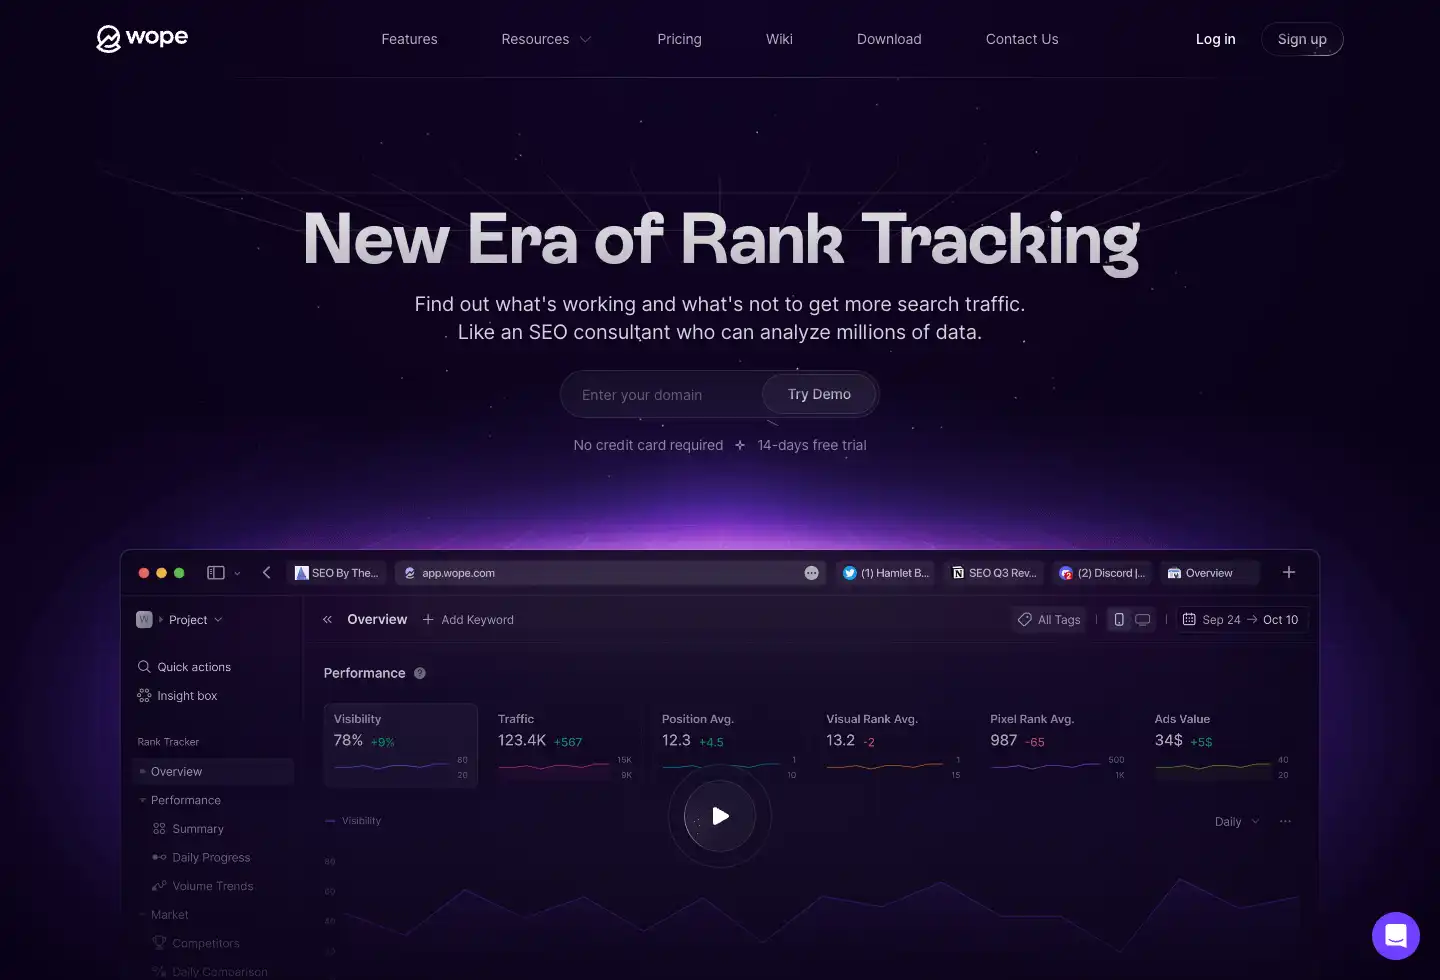 wope
Features
Resources
Pricing
Wiki
Download
Contact Us
Log in
Sign up
New Era of Rank Tracking
Find out what's working and what's not to get more search traffic.
Like an SEO consultant who can analyze millions of data.
Enter your domain
Try Demo
No credit card required
14-days free trial
SEO By The...
app.wope.com
(1) Hamlet B...
SEO Q3 Rev...
(2) Discord |...
Overview
W
Project
Overview
Add Keyword
All Tags
Sep 24 → Oct 10
Quick actions
Insight box
Rank Tracker
Overview
Performance
Summary
Daily Progress
Volume Trends
Market
Competitors
Daily Comparison
Performance
Visibility
78% +9%
80
20
Traffic
123.4K +567
15K
9K
Position Avg.
12.3 +4.5
1
10
Visual Rank Avg.
13.2 -2
1
15
Pixel Rank Avg.
987 -65
500
1K
Ads Value
34$ +5$
40
20
Visibility
Daily
80
60
40